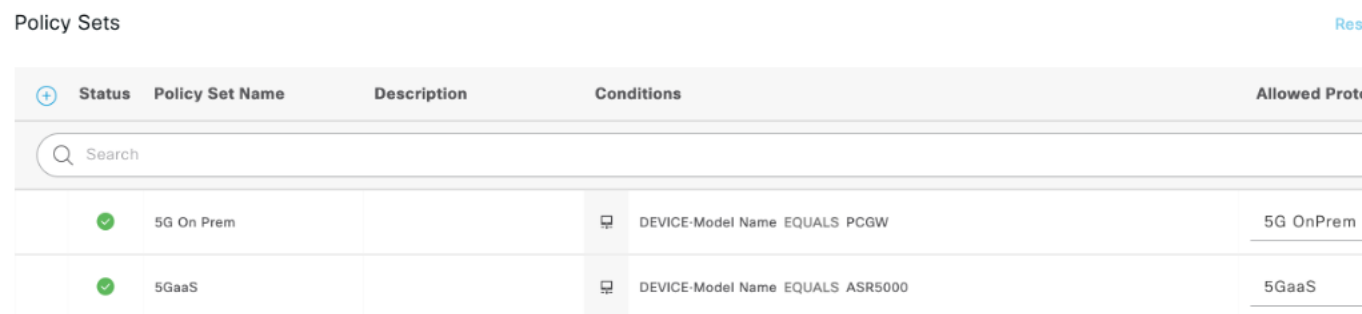 Policy Sets
Res
Status Policy Set Name Description Conditions Allowed Proto
Search
5G On Prem DEVICE-Model Name EQUALS PCGW 5G OnPrem
5GaaS DEVICE-Model Name EQUALS ASR5000 5GaaS